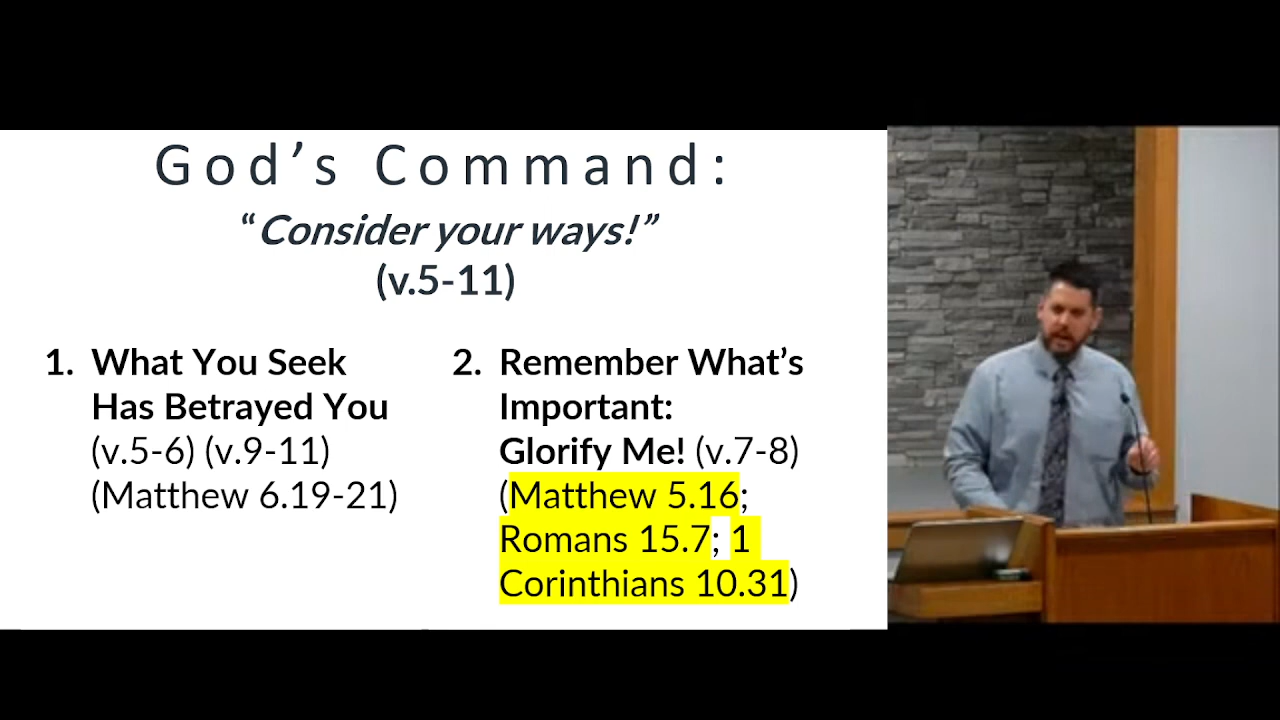 God’s Command:
“Consider your ways!”
(v.5-11)
1. What You Seek
Has Betrayed You
(v.5-6) (v.9-11)
(Matthew 6.19-21)
2. Remember What’s
Important:
Glorify Me! (v.7-8)
(Matthew 5.16;
Romans 15.7; 1
Corinthians 10.31)